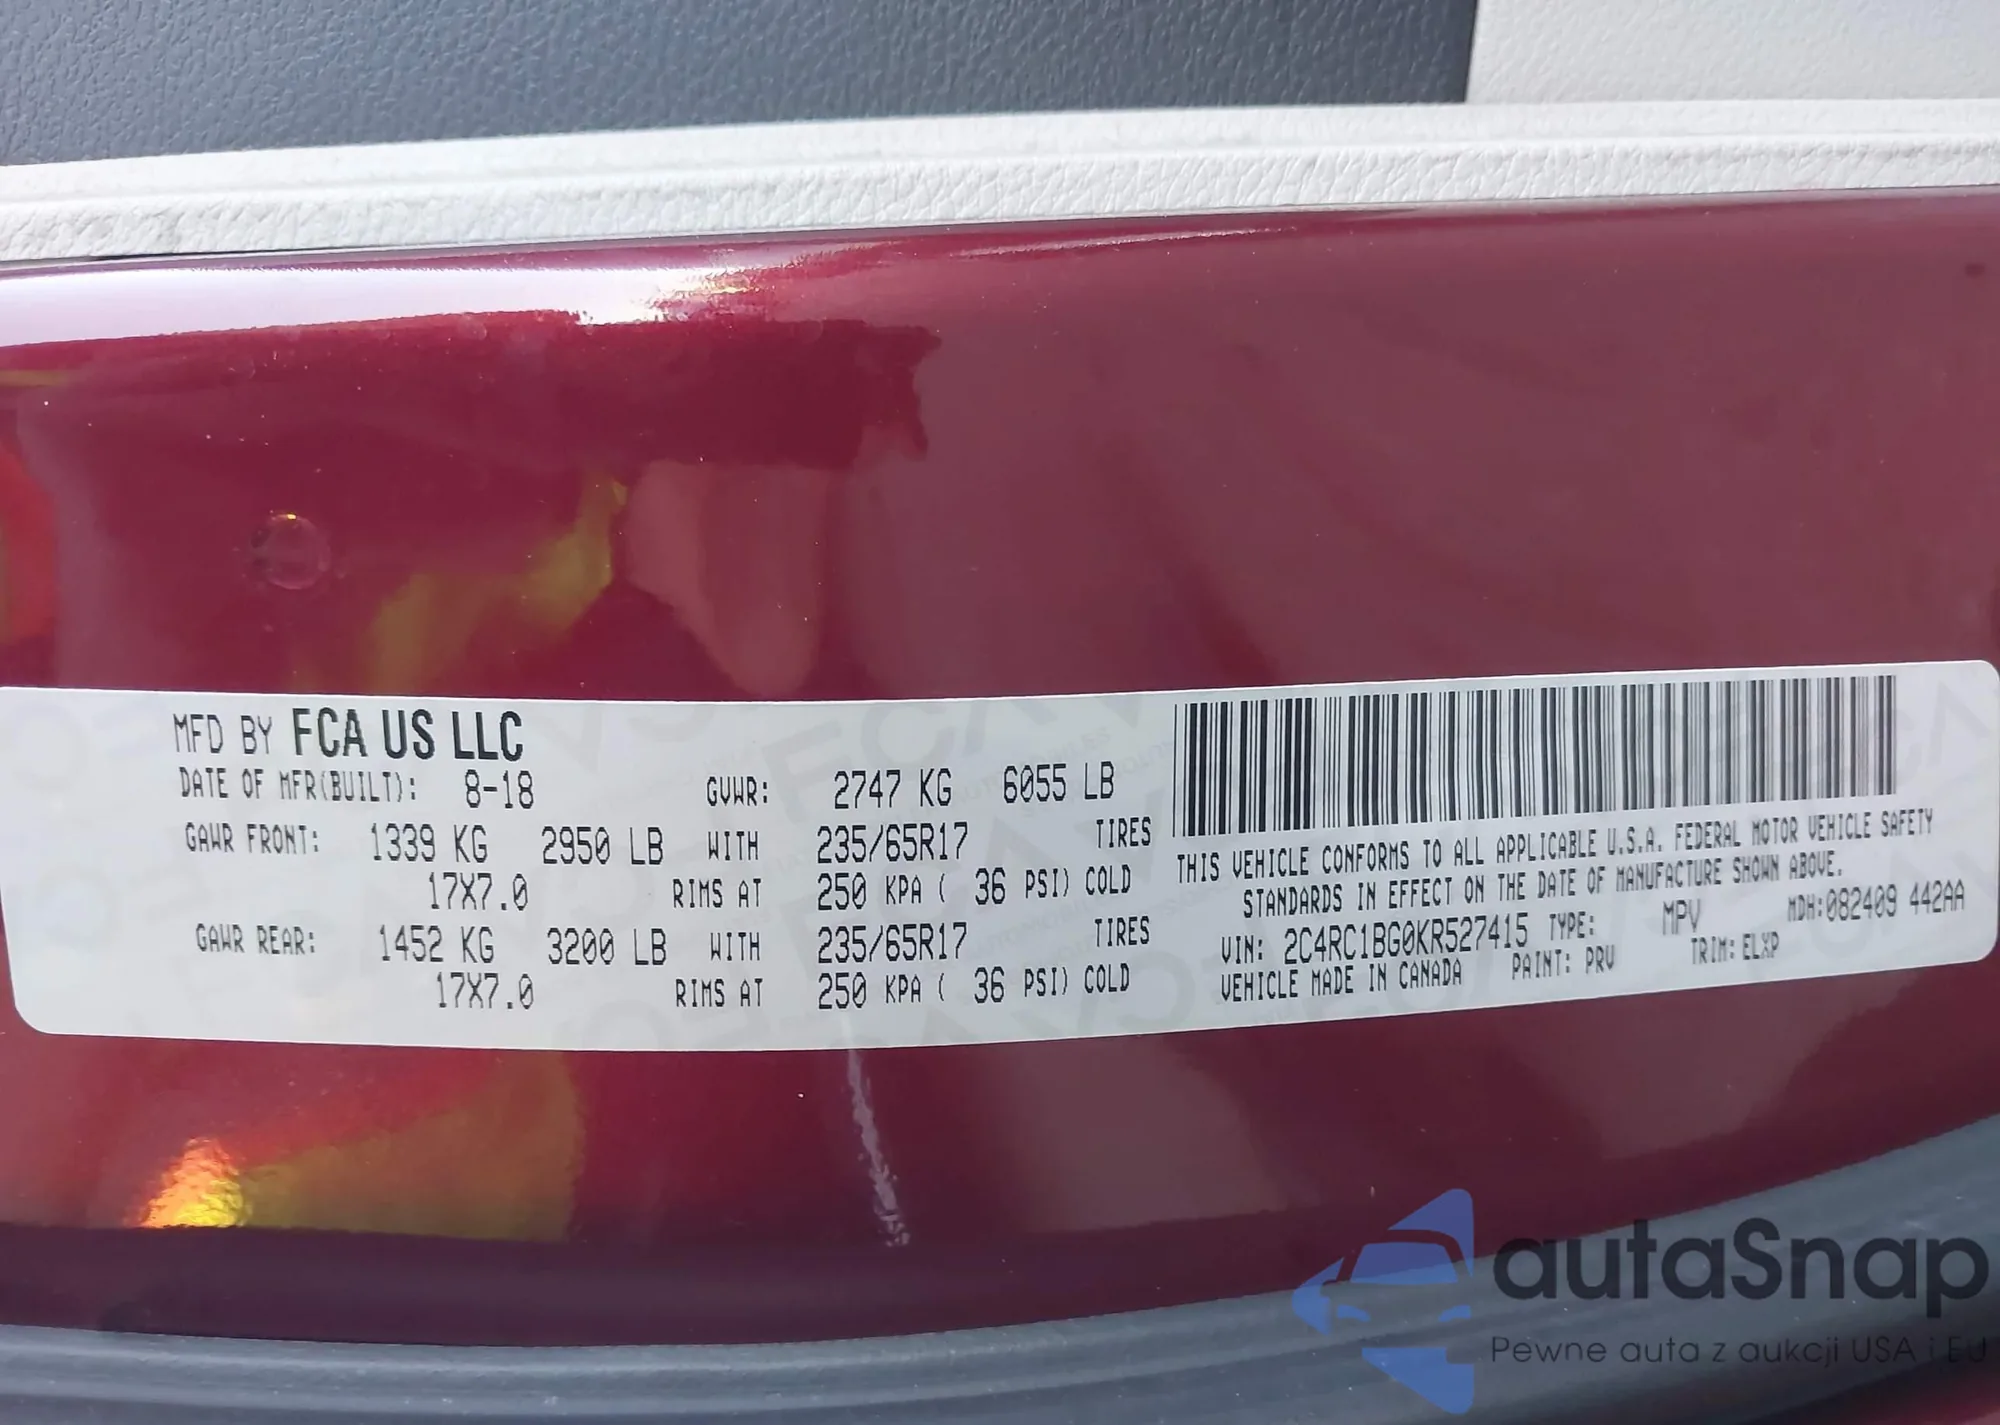 MFD BY FCA US LLC
DATE OF MFR(BUILT): 8-18 GVWR: 2747 KG 6055 LB
GAWR FRONT: 1339 KG 2950 LB WITH 235/65R17 TIRES
17X7.0 RIMS AT 250 KPA ( 36 PSI) COLD
GAWR REAR: 1452 KG 3200 LB WITH 235/65R17 TIRES
17X7.0 RIMS AT 250 KPA ( 36 PSI) COLD
THIS VEHICLE CONFORMS TO ALL APPLICABLE U.S.A. FEDERAL MOTOR VEHICLE SAFETY
STANDARDS IN EFFECT ON THE DATE OF MANUFACTURE SHOWN ABOVE.
VIN: 2C4RC1BG0KR527415 TYPE: MPV MDH:082409 442AA
VEHICLE MADE IN CANADA PAINT: PRV TRIM: ELXP
autaSnap
Pewne auta z aukcji USA i EU